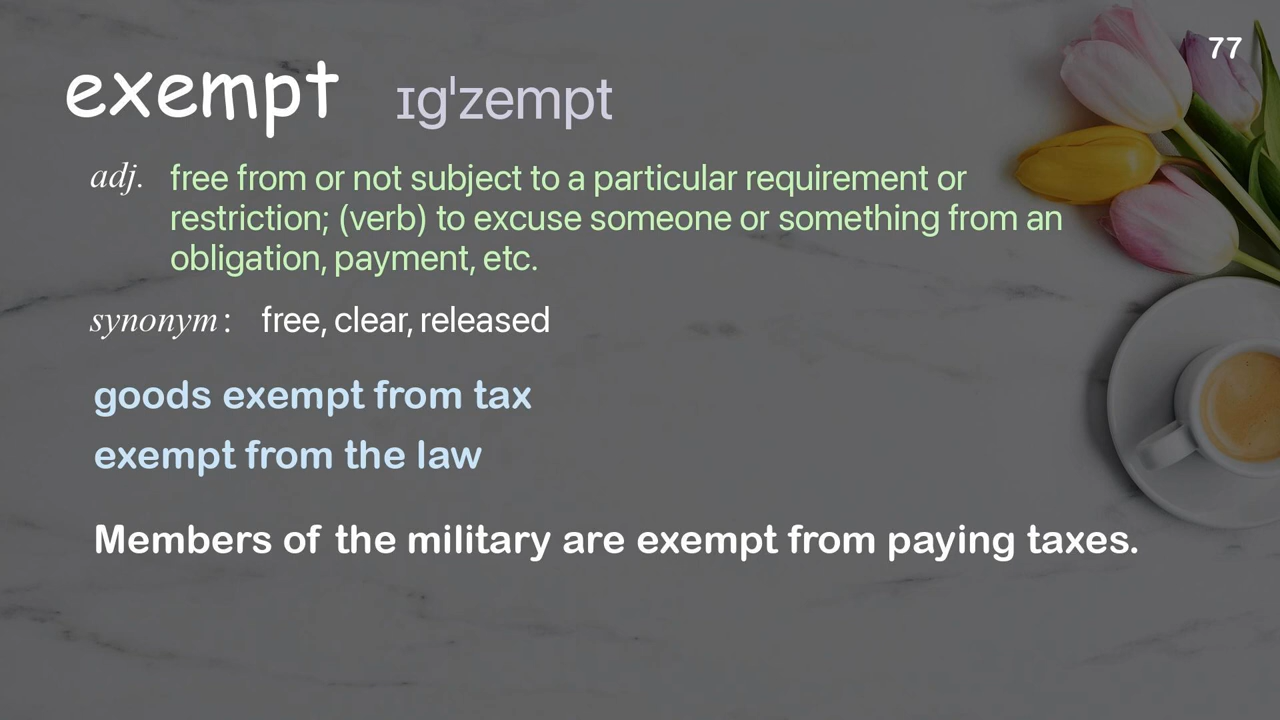 77
exempt ɪgˈzempt
adj. free from or not subject to a particular requirement or
restriction; (verb) to excuse someone or something from an
obligation, payment, etc.
synonym : free, clear, released
goods exempt from tax
exempt from the law
Members of the military are exempt from paying taxes.